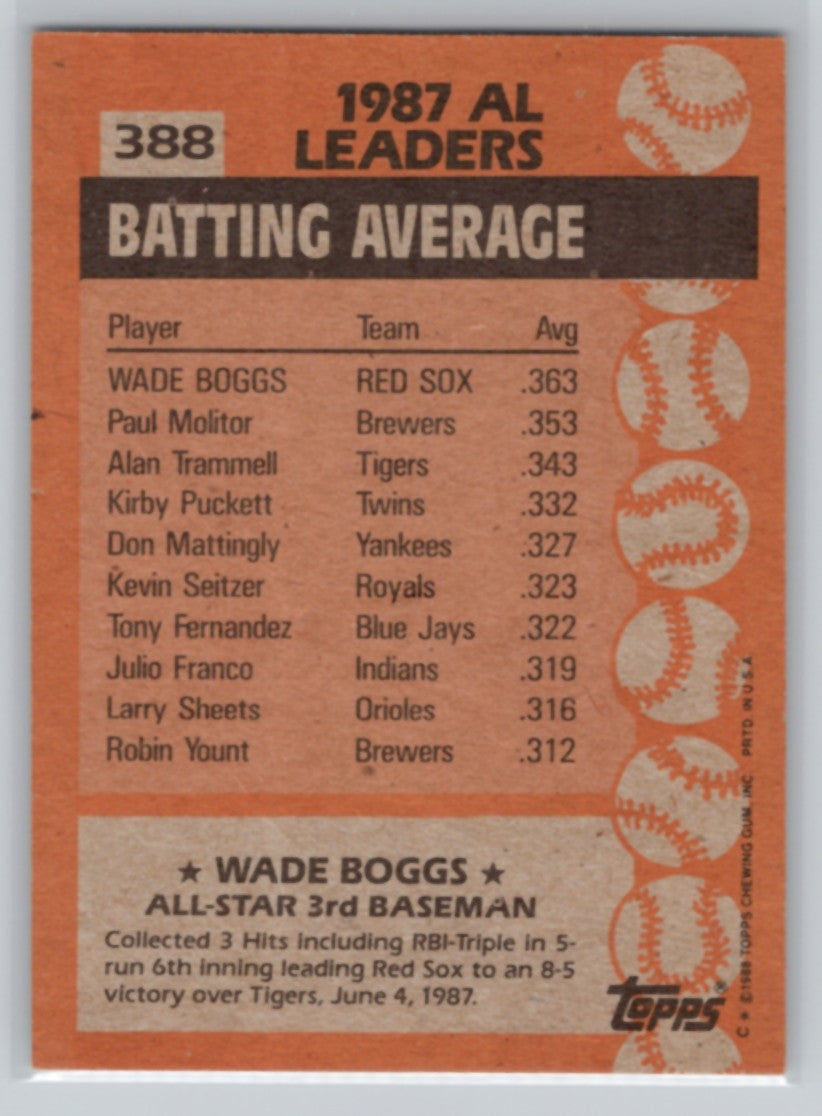 1987 AL
LEADERS
388
BATTING AVERAGE
Player Team Avg
WADE BOGGS RED SOX .363
Paul Molitor Brewers .353
Alan Trammell Tigers .343
Kirby Puckett Twins .332
Don Mattingly Yankees .327
Kevin Seitzer Royals .323
Tony Fernandez Blue Jays .322
Julio Franco Indians .319
Larry Sheets Orioles .316
Robin Yount Brewers .312
★ WADE BOGGS ★
ALL-STAR 3rd BASEMAN
Collected 3 Hits including RBI-Triple in 5-
run 6th inning leading Red Sox to an 8-5
victory over Tigers, June 4, 1987.
topps®
C ★ ©1988 TOPPS CHEWING GUM, INC. PRTD. IN U.S.A.